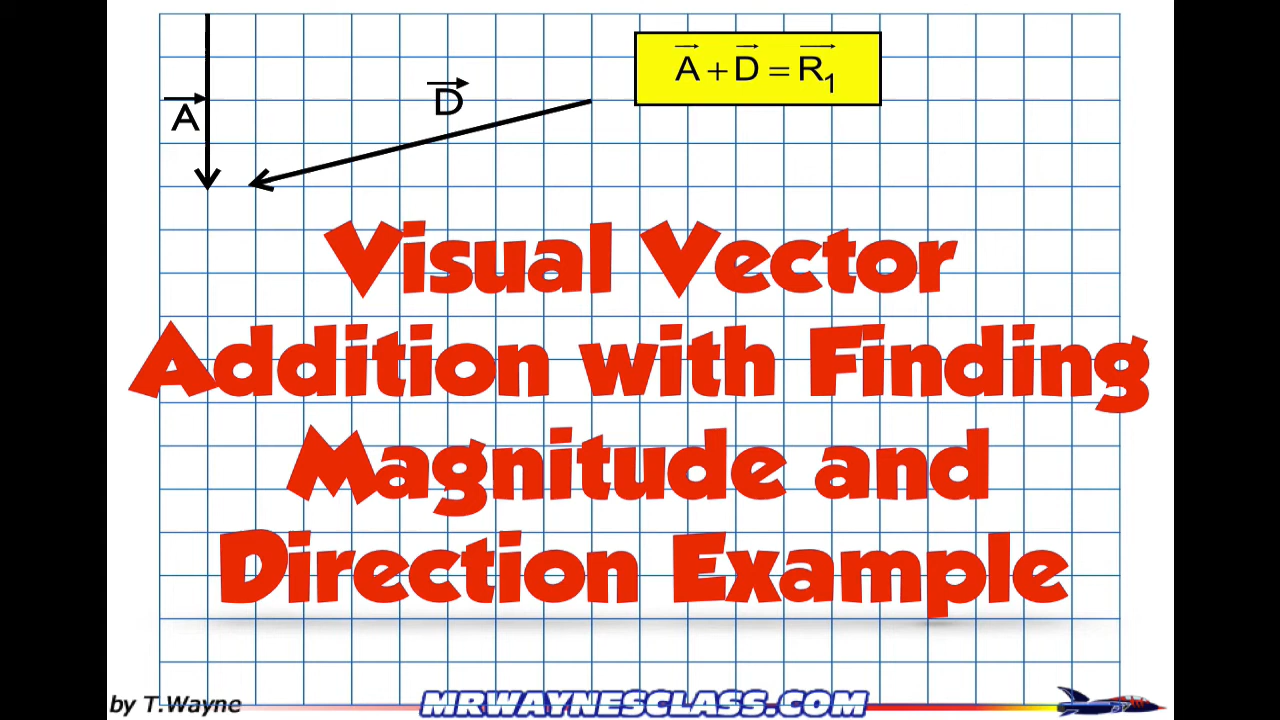 A + D = R1
D
A
Visual Vector
Addition with Finding
Magnitude and
Direction Example
by T.Wayne
MRWAYNESCLASS.COM